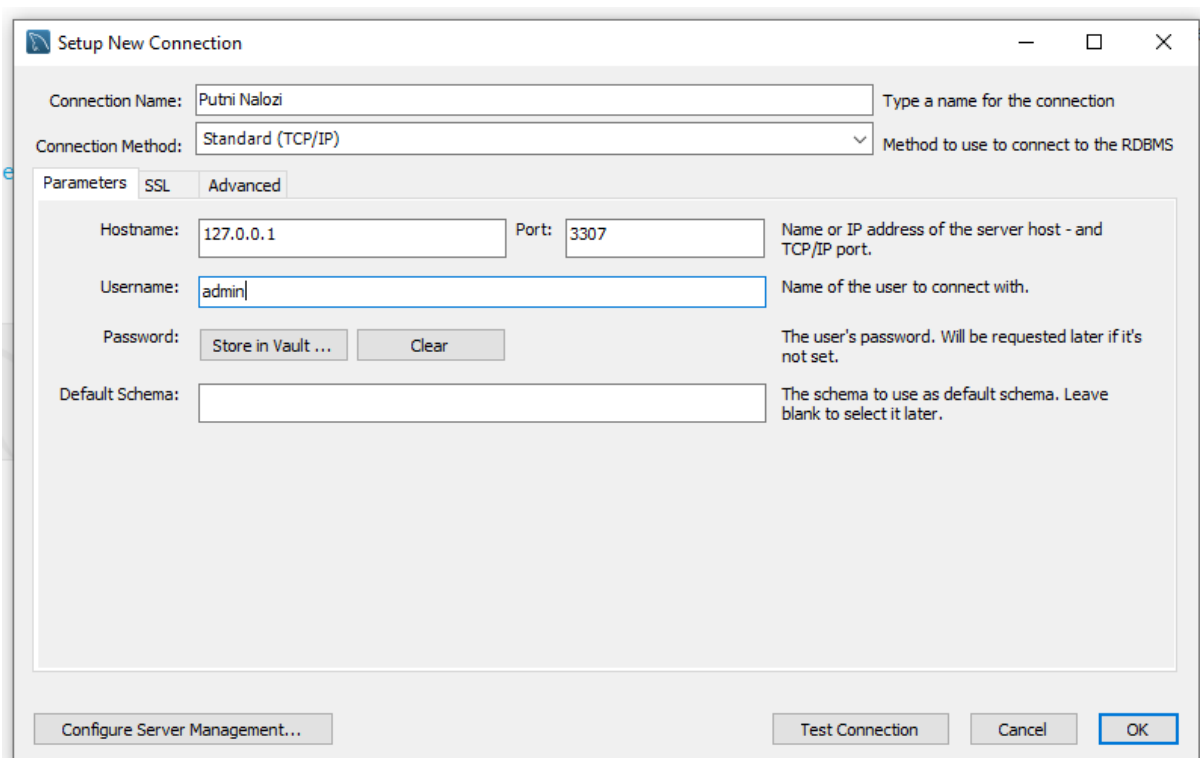 Setup New Connection
Connection Name: Putni Nalozi Type a name for the connection
Connection Method: Standard (TCP/IP) Method to use to connect to the RDBMS
e
Parameters SSL Advanced
Hostname: 127.0.0.1 Port: 3307 Name or IP address of the server host - and
TCP/IP port.
Username: admin Name of the user to connect with.
Password: Store in Vault ... Clear The user's password. Will be requested later if it's
not set.
Default Schema: The schema to use as default schema. Leave
blank to select it later.
Configure Server Management... Test Connection Cancel OK